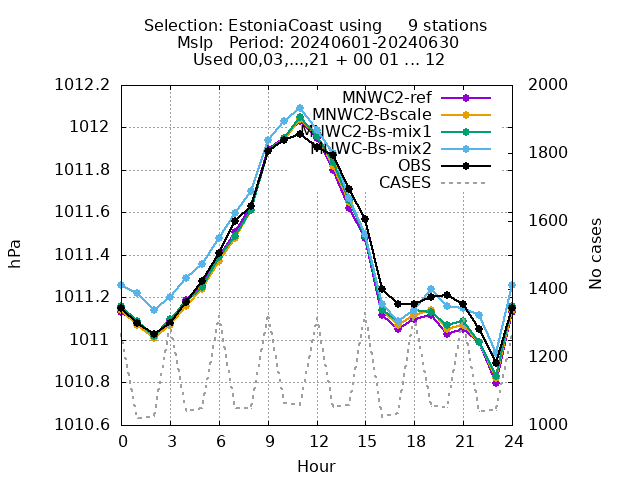 Selection: EstoniaCoast using     9 stations
Mslp   Period: 20240601-20240630
Used 00,03,...,21 + 00 01 ... 12
MNWC2-ref
MNWC2-Bscale
MNWC2-Bs-mix1
MNWC-Bs-mix2
OBS
CASES
hPa
1012.2
1012
1011.8
1011.6
1011.4
1011.2
1011
1010.8
1010.6
2000
1800
1600
1400
1200
1000
No cases
0 3 6 9 12 15 18 21 24
Hour